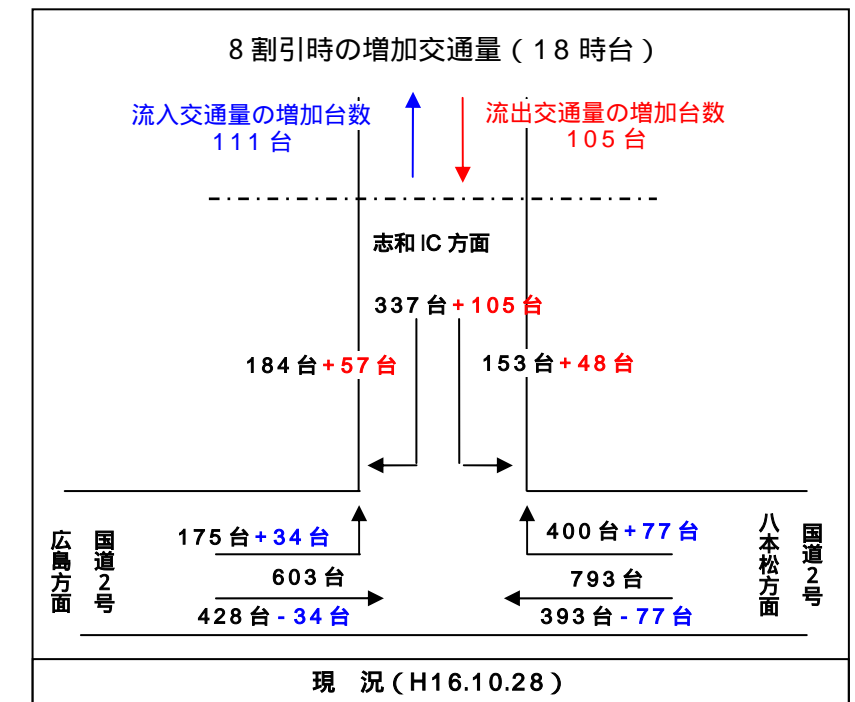 8割引時の増加交通量(18時台)
流入交通量の増加台数
111台
流出交通量の増加台数
105台
志和IC方面
337台+105台
184台+57台
153台+48台
広島方面
国道2号
175台+34台
603台
428台-34台
400台+77台
793台
393台-77台
八本松方面
国道2号
現 況(H16.10.28)